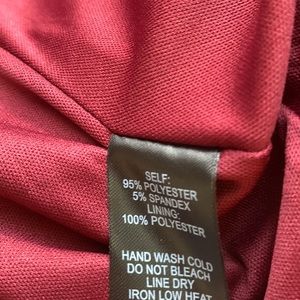 SELF:
95% POLYESTER
5% SPANDEX
LINING:
100% POLYESTER
HAND WASH COLD
DO NOT BLEACH
LINE DRY
IRON LOW HEAT